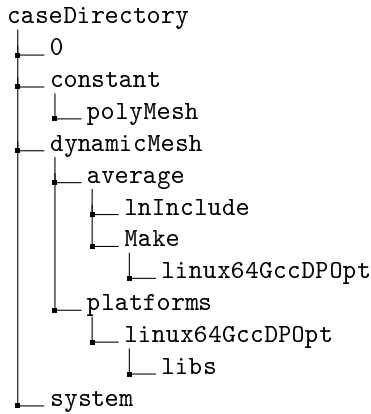 caseDirectory
0
constant
polyMesh
dynamicMesh
average
lnInclude
Make
linux64GccDPOpt
platforms
linux64GccDPOpt
libs
system